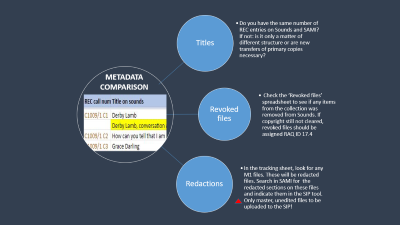 METADATA
COMPARISON
REC call num Title on sounds
C1009/1 C1 Derby Lamb
Derby Lamb, conversation
C1009/1 C2 How can you tell that I am
C1009/1 C3 Grace Darling
Titles
• Do you have the same number of
REC entries on Sounds and SAMI?
If not: is it only a matter of
different structure or are new
transfers of primary copies
necessary?
Revoked
files
• Check the 'Revoked files'
spreadsheet to see if any items
from the collection was
removed from Sounds. If
copyright still not cleared,
revoked files should be
assigned RAQ ID 17.4
Redactions
• In the tracking sheet, look for any
M1 files. These will be redacted
files. Search in SAMI for the
redacted sections on these files
and indicate them in the SIP tool.
Only master, unedited files to be
uploaded to the SIP!